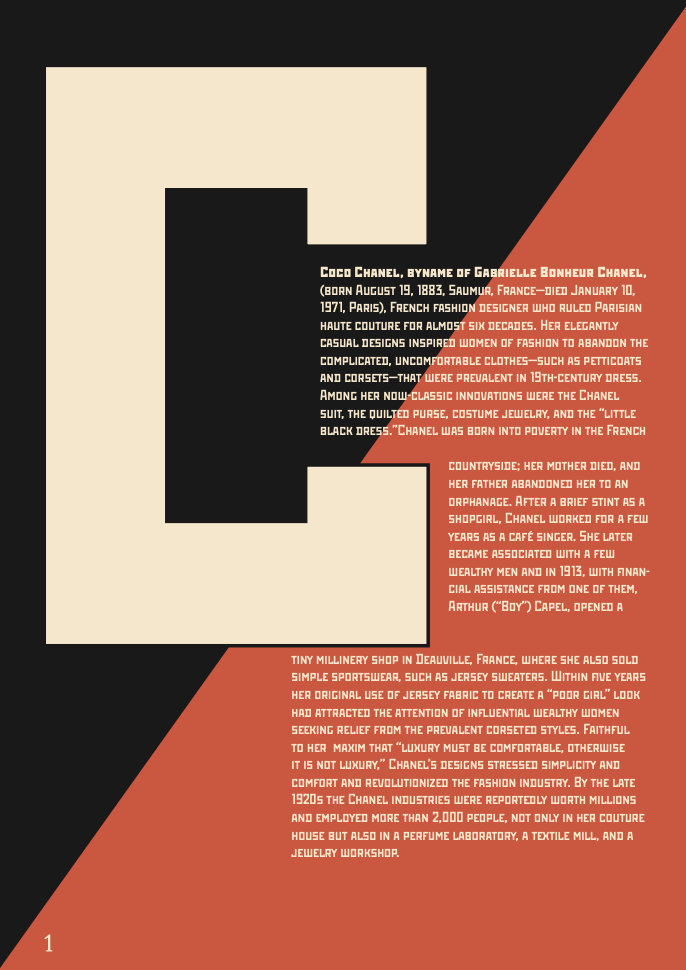 C
Coco Chanel, byname of Gabrielle Bonheur Chanel,
(born August 19, 1883, Saumur, France—died January 10,
1971, Paris), French fashion designer who ruled Parisian
haute couture for almost six decades. Her elegantly
casual designs inspired women of fashion to abandon the
complicated, uncomfortable clothes—such as petticoats
and corsets—that were prevalent in 19th-century dress.
Among her now-classic innovations were the Chanel
suit, the quilted purse, costume jewelry, and the “little
black dress.”Chanel was born into poverty in the French
countryside; her mother died, and
her father abandoned her to an
orphanage. After a brief stint as a
shopgirl, Chanel worked for a few
years as a café singer. She later
became associated with a few
wealthy men and in 1913, with finan-
cial assistance from one of them,
Arthur (“Boy”) Capel, opened a
tiny millinery shop in Deauville, France, where she also sold
simple sportswear, such as jersey sweaters. Within five years
her original use of jersey fabric to create a “poor girl” look
had attracted the attention of influential wealthy women
seeking relief from the prevalent corseted styles. Faithful
to her maxim that “luxury must be comfortable, otherwise
it is not luxury,” Chanel’s designs stressed simplicity and
comfort and revolutionized the fashion industry. By the late
1920s the Chanel industries were reportedly worth millions
and employed more than 2,000 people, not only in her couture
house but also in a perfume laboratory, a textile mill, and a
jewelry workshop.
1